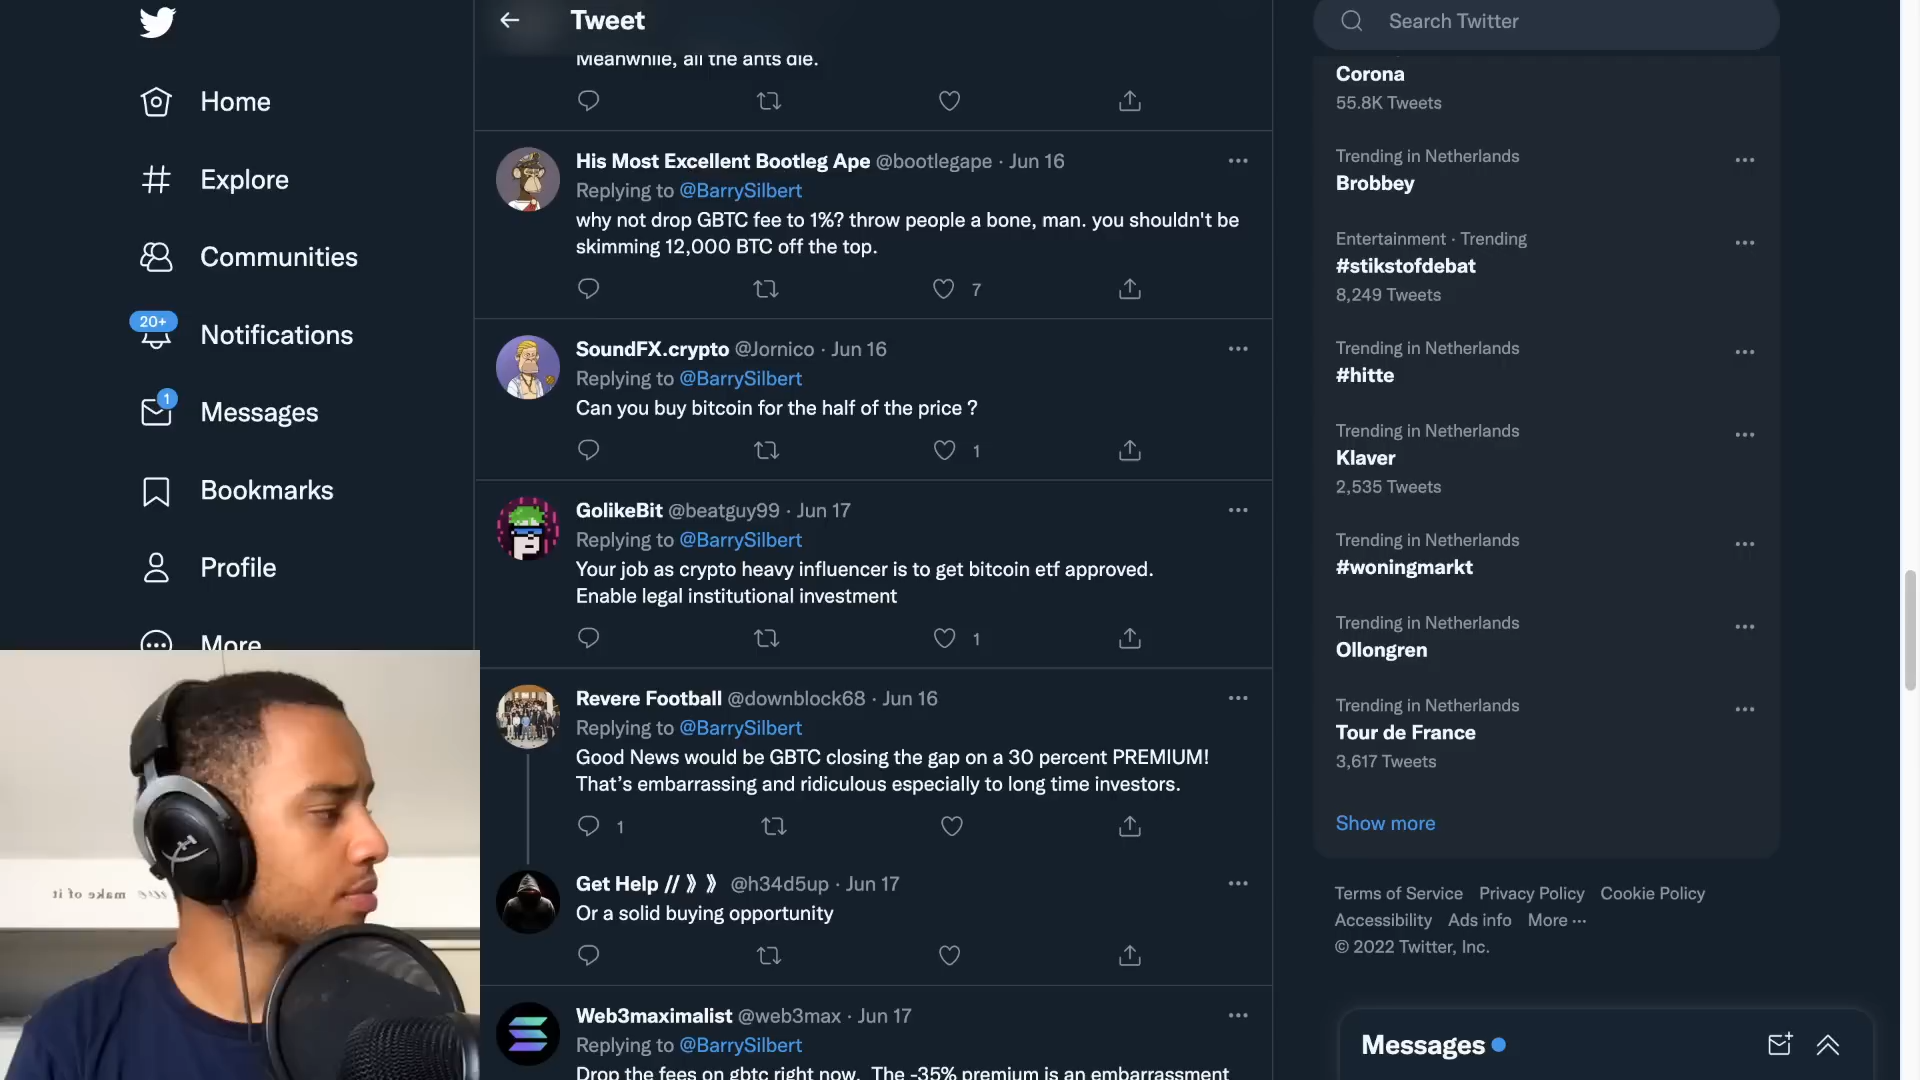 Home
Explore
Communities
20+
Notifications
1
Messages
Bookmarks
Profile
More
Tweet
Meanwhile, all the ants die.
His Most Excellent Bootleg Ape @bootlegape · Jun 16
Replying to @BarrySilbert
why not drop GBTC fee to 1%? throw people a bone, man. you shouldn't be
skimming 12,000 BTC off the top.
7
SoundFX.crypto @Jornico · Jun 16
Replying to @BarrySilbert
Can you buy bitcoin for the half of the price ?
1
GolikeBit @beatguy99 · Jun 17
Replying to @BarrySilbert
Your job as crypto heavy influencer is to get bitcoin etf approved.
Enable legal institutional investment
1
Revere Football @downblock68 · Jun 16
Replying to @BarrySilbert
Good News would be GBTC closing the gap on a 30 percent PREMIUM!
That’s embarrassing and ridiculous especially to long time investors.
1
Get Help // 》 》 @h34d5up · Jun 17
Or a solid buying opportunity
Web3maximalist @web3max · Jun 17
Replying to @BarrySilbert
Drop the fees on gbtc right now. The -35% premium is an embarrassment
Search Twitter
Corona
55.8K Tweets
Trending in Netherlands
Brobbey
Entertainment · Trending
#stikstofdebat
8,249 Tweets
Trending in Netherlands
#hitte
Trending in Netherlands
Klaver
2,535 Tweets
Trending in Netherlands
#woningmarkt
Trending in Netherlands
Ollongren
Trending in Netherlands
Tour de France
3,617 Tweets
Show more
Terms of Service Privacy Policy Cookie Policy
Accessibility Ads info More ···
© 2022 Twitter, Inc.
Messages
make of it